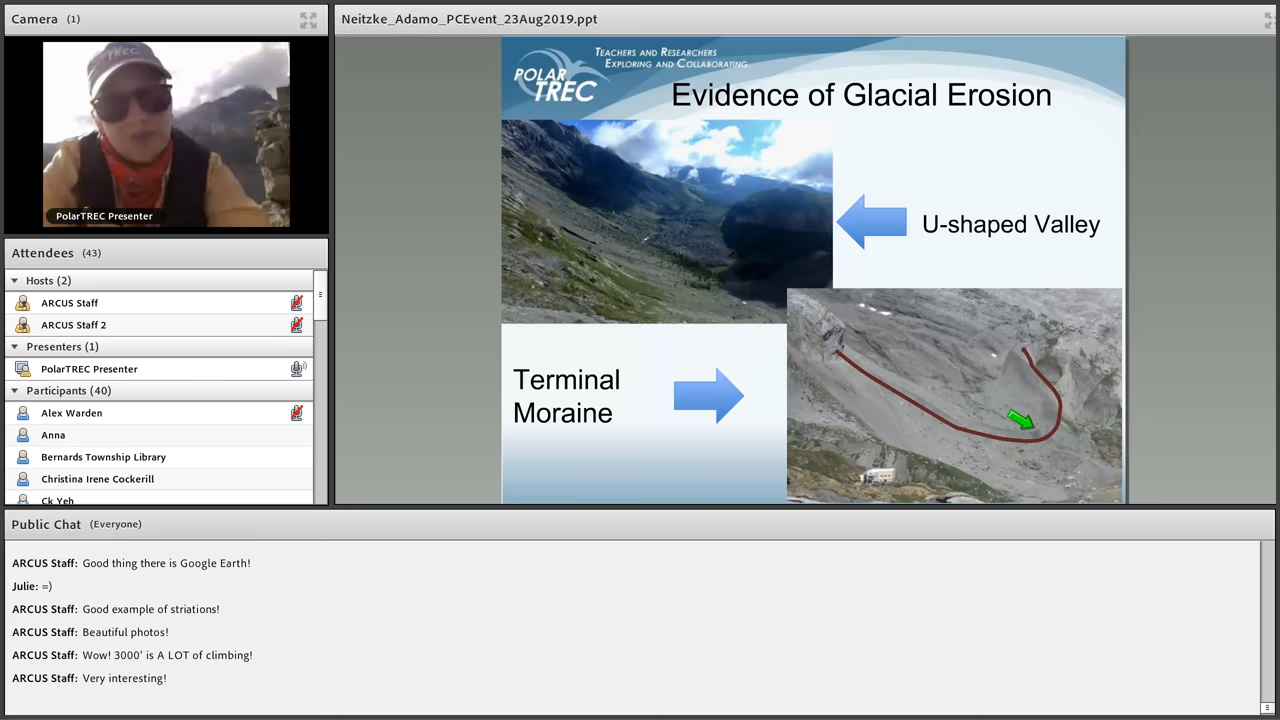 Camera (1)
TREC
PolarTREC Presenter
Attendees (43)
Hosts (2)
ARCUS Staff
ARCUS Staff 2
Presenters (1)
PolarTREC Presenter
Participants (40)
Alex Warden
Anna
Bernards Township Library
Christina Irene Cockerill
Ck Yeh
Neitzke_Adamo_PCEvent_23Aug2019.ppt
POLAR
TREC
TEACHERS AND RESEARCHERS
EXPLORING AND COLLABORATING
Evidence of Glacial Erosion
U-shaped Valley
Terminal
Moraine
Public Chat (Everyone)
ARCUS Staff: Good thing there is Google Earth!
Julie: =)
ARCUS Staff: Good example of striations!
ARCUS Staff: Beautiful photos!
ARCUS Staff: Wow! 3000' is A LOT of climbing!
ARCUS Staff: Very interesting!